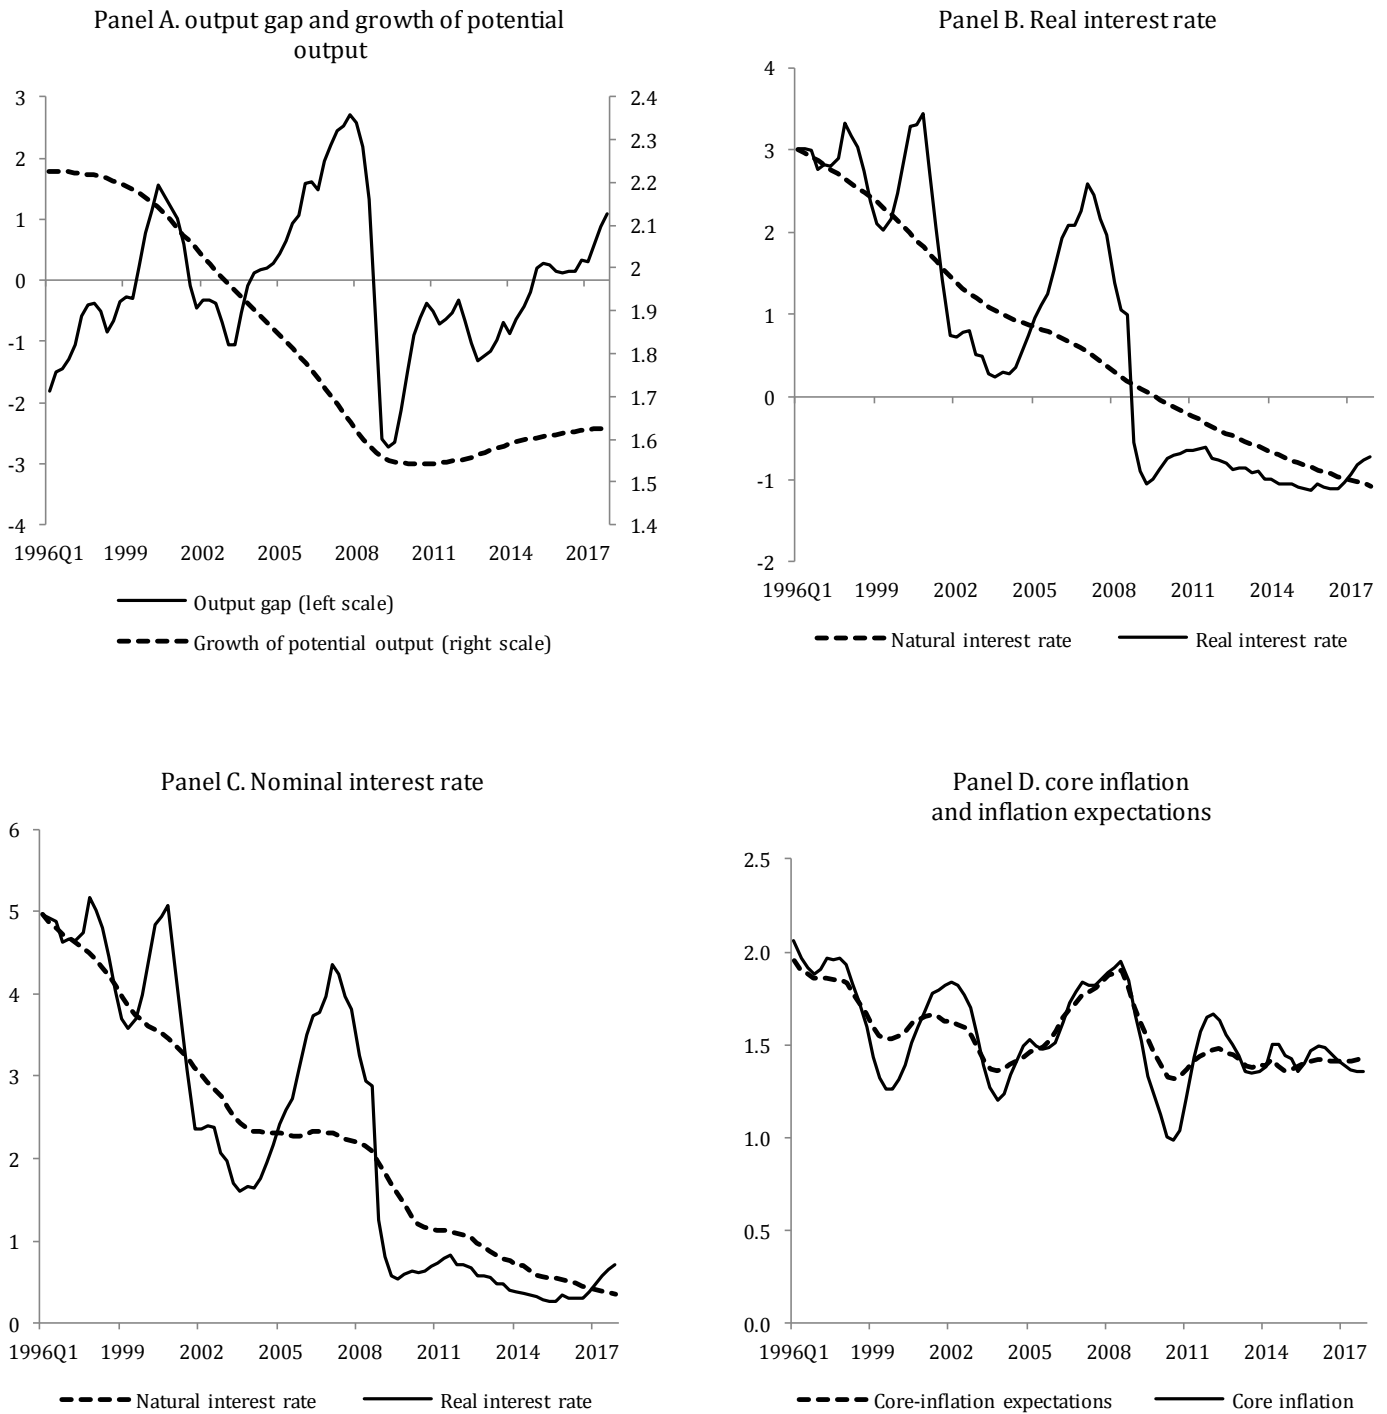 Panel A. output gap and growth of potential
output
3
2
1
0
-1
-2
-3
-4
2.4
2.3
2.2
2.1
2
1.9
1.8
1.7
1.6
1.5
1.4
1996Q1 1999 2002 2005 2008 2011 2014 2017
Output gap (left scale)
Growth of potential output (right scale)
Panel B. Real interest rate
4
3
2
1
0
-1
-2
1996Q1 1999 2002 2005 2008 2011 2014 2017
Natural interest rate Real interest rate
Panel C. Nominal interest rate
6
5
4
3
2
1
0
1996Q1 1999 2002 2005 2008 2011 2014 2017
Natural interest rate Real interest rate
Panel D. core inflation
and inflation expectations
2.5
2.0
1.5
1.0
0.5
0.0
1996Q1 1999 2002 2005 2008 2011 2014 2017
Core-inflation expectations Core inflation